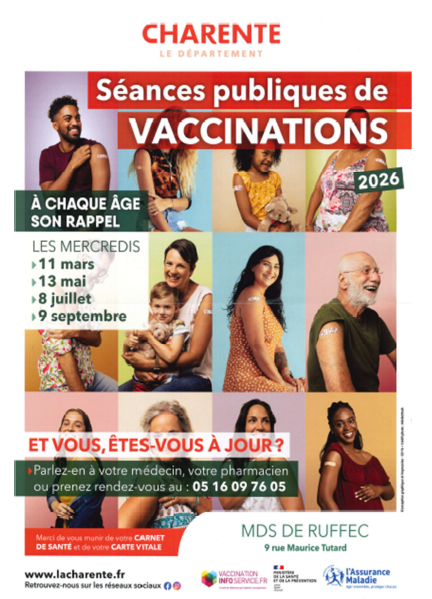 CHARENTE
LE DÉPARTEMENT
Séances publiques de
VACCINATIONS
2026
À CHAQUE ÂGE
SON RAPPEL
LES MERCREDIS
11 mars
13 mai
8 juillet
9 septembre
ET VOUS, ÊTES-VOUS À JOUR ?
Parlez-en à votre médecin, votre pharmacien
ou prenez rendez-vous au : 05 16 09 76 05
Merci de vous munir de votre CARNET
DE SANTÉ et de votre CARTE VITALE
MDS DE RUFFEC
9 rue Maurice Tutard
www.lacharente.fr
Retrouvez-nous sur les réseaux sociaux
VACCINATION
INFOSERVICE.FR
MINISTÈRE
DE LA SANTÉ
ET DE LA PRÉVENTION
l'Assurance
Maladie